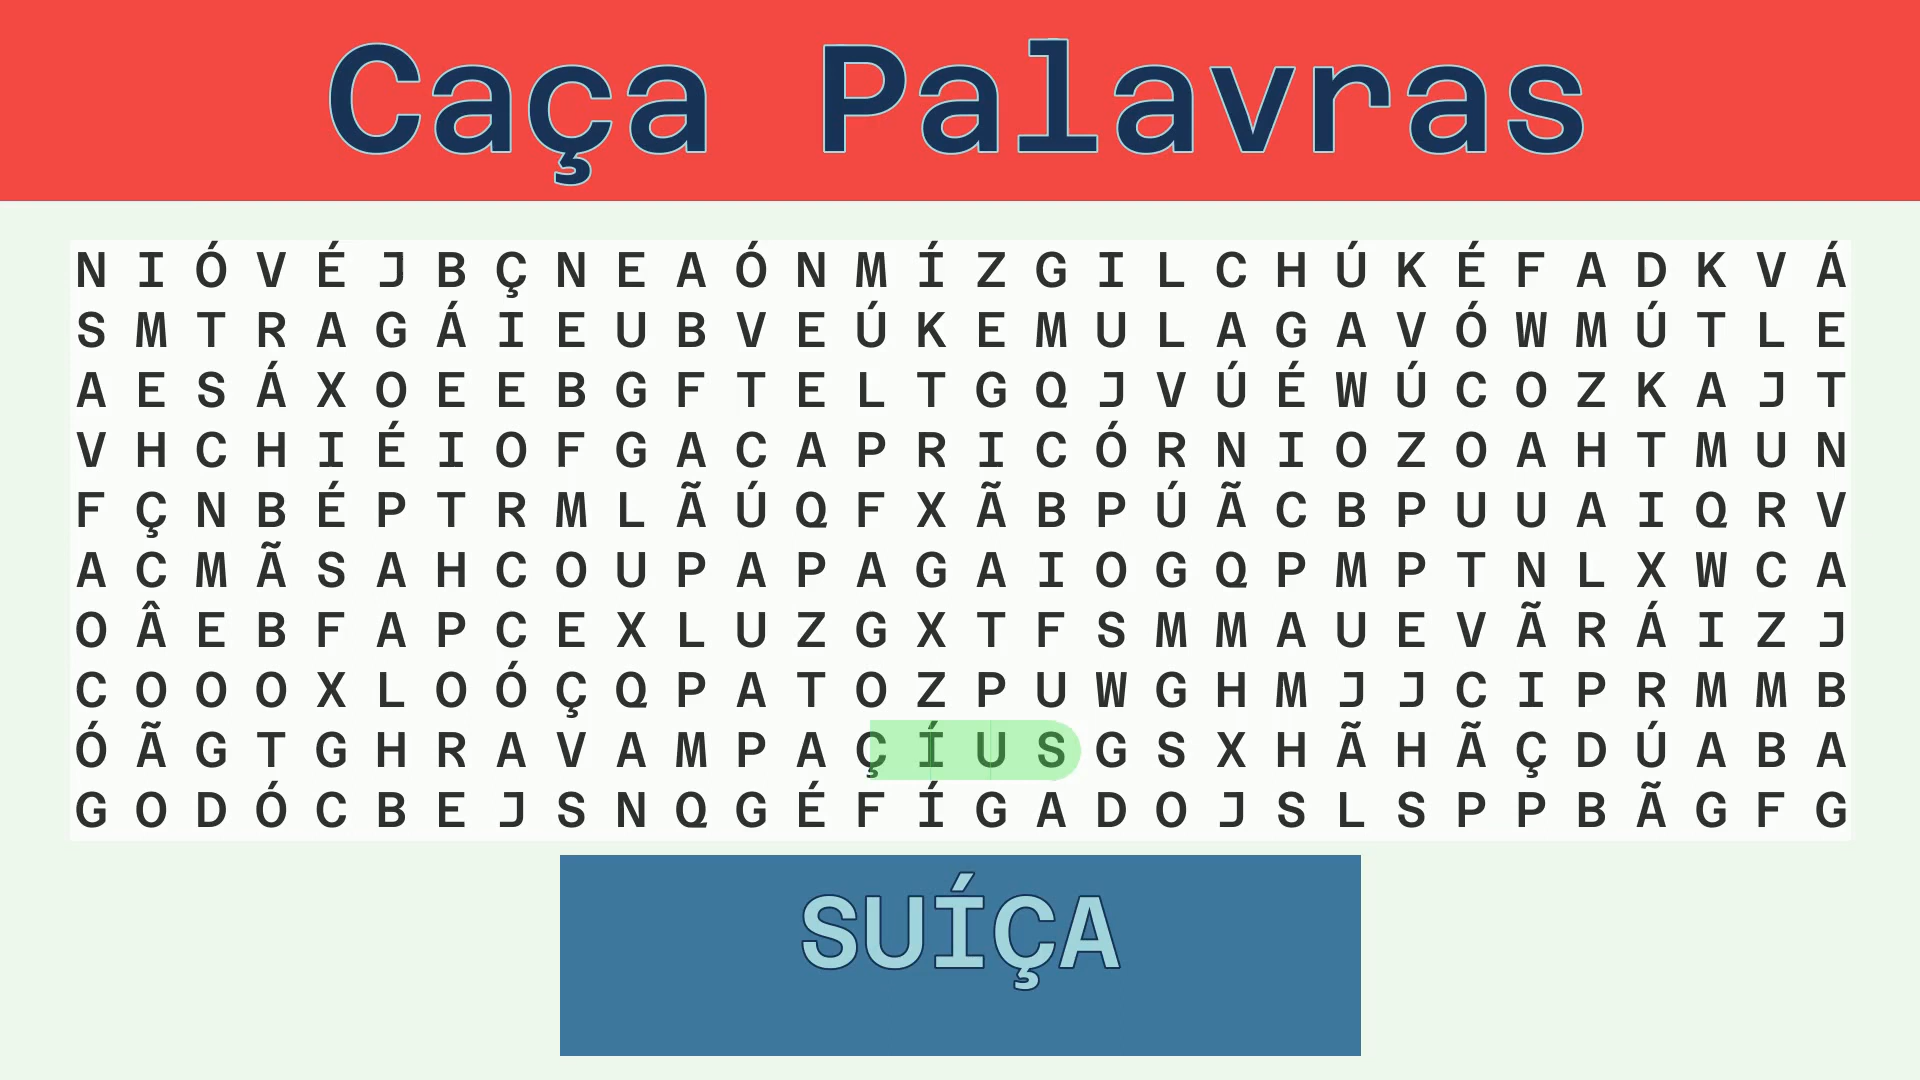 Caça Palavras
N I Ó V É J B Ç N E A Ó N M Í Z G I L C H Ú K É F A D K V Á
S M T R A G Á I E U B V E Ú K E M U L A G A V Ó W M Ú T L E
A E S Á X O E E B G F T E L T G Q J V Ú É W Ú C O Z K A J T
V H C H I É I O F G A C A P R I C Ó R N I O Z O A H T M U N
F Ç N B É P T R M L Ã Ú Q F X Ã B P Ú Ã C B P U U A I Q R V
A C M Ã S A H C O U P A P A G A I O G Q P M P T N L X W C A
O Â E B F A P C E X L U Z G X T F S M M A U E V Ã R Á I Z J
C O O O X L O Ó Ç Q P A T O Z P U W G H M J J C I P R M M B
Ó Ã G T G H R A V A M P A Ç Í U S G S X H Ã H Ã Ç D Ú A B A
G O D Ó C B E J S N Q G É F Í G A D O J S L S P P B Ã G F G
SUÍÇA